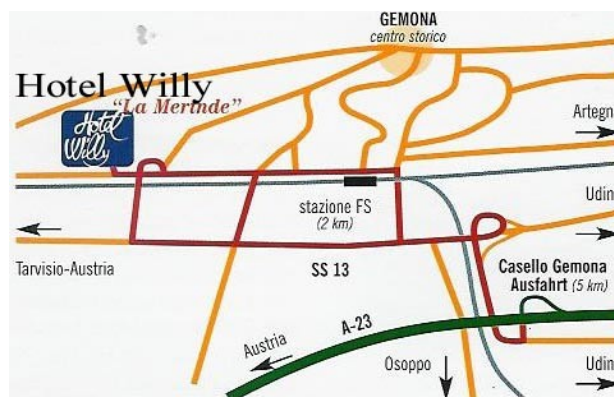 GEMONA
centro storico
Hotel Willy
"La Merinde"
Hotel
Willy
Artegn
stazione FS
(2 km)
Udin
Tarvisio-Austria
SS 13
Casello Gemona
Ausfahrt (5 km)
A-23
Austria
Osoppo
Udin